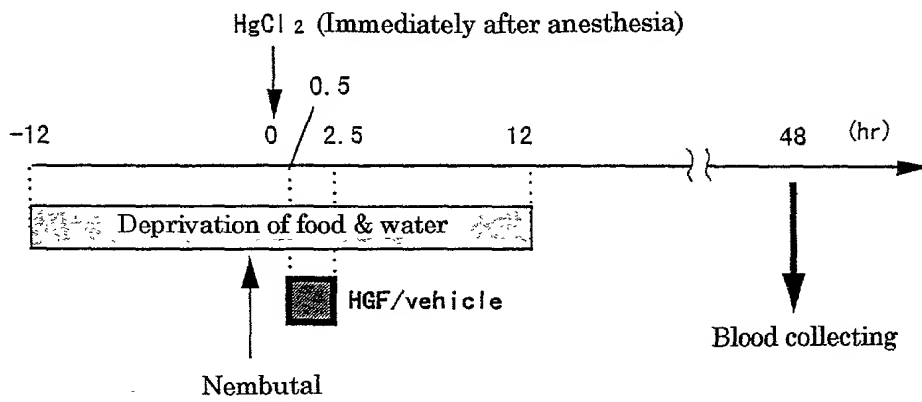 HgCl2 (Immediately after anesthesia)
0.5
-12 0 2.5 12 48 (hr)
Deprivation of food & water
HGF/vehicle
Blood collecting
Nembutal